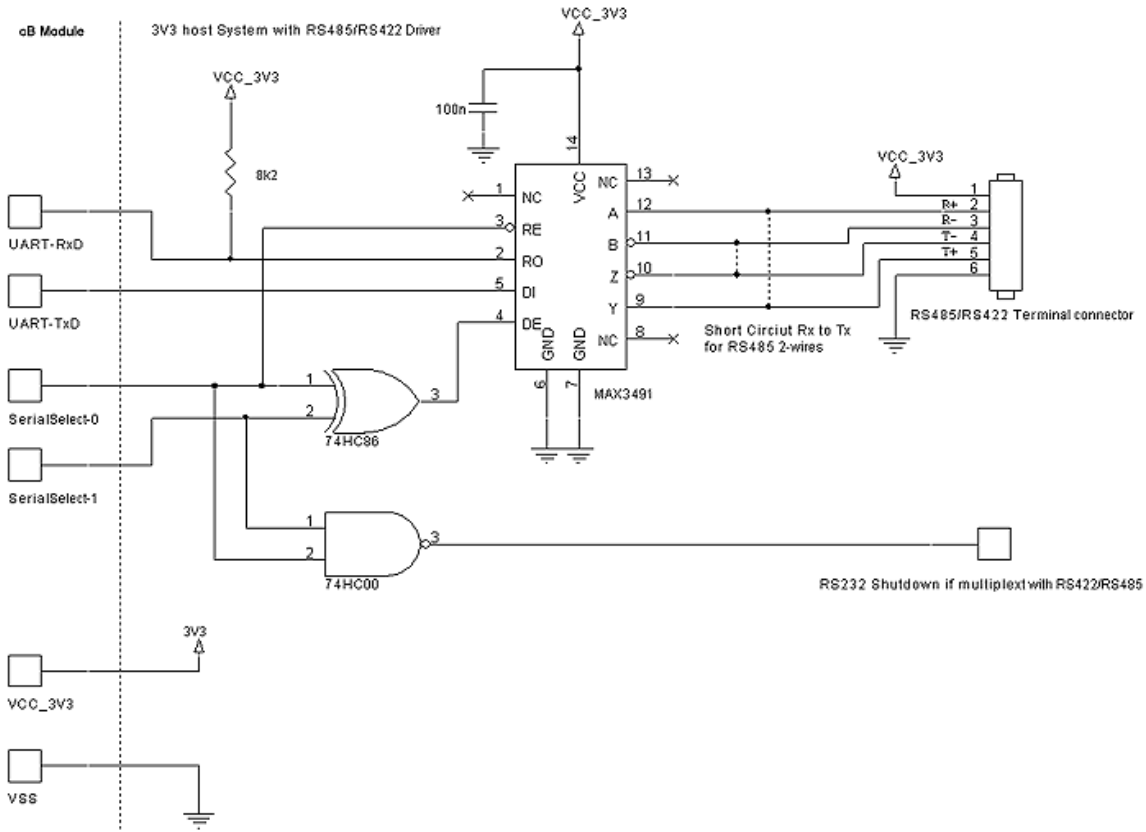 cB Module
3V3 host System with RS485/RS422 Driver
VCC_3V3
VCC_3V3
100n
8k2
14
VCC
VCC_3V3
1
NC
NC
13
3
RE
A
12
2
RO
B
11
5
DI
Z
10
4
DE
Y
9
NC
8
GND
GND
6
7
MAX3491
1
R+ 2
R- 3
T- 4
T+ 5
6
RS485/RS422 Terminal connector
Short Circiut Rx to Tx
for RS485 2-wires
UART-RxD
UART-TxD
SerialSelect-0
SerialSelect-1
1
2
3
74HC86
1
2
3
74HC00
RS232 Shutdown if multiplext with RS422/RS485
3V3
VCC_3V3
VSS